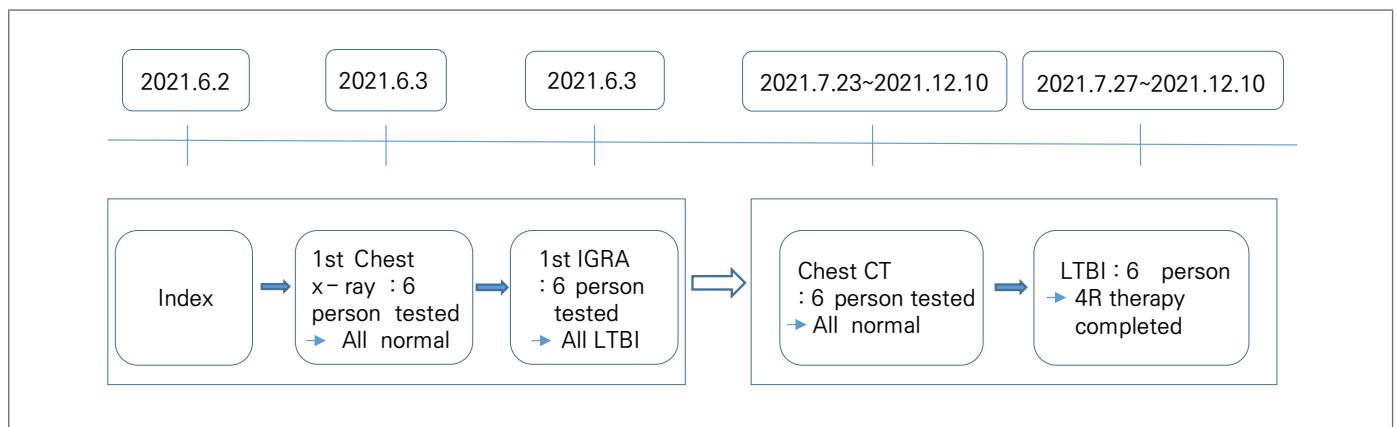 2021.6.2
2021.6.3
2021.6.3
2021.7.23~2021.12.10
2021.7.27~2021.12.10
Index
1st Chest
x-ray : 6
person tested
→ All normal
1st IGRA
: 6 person
tested
→ All LTBI
Chest CT
: 6 person tested
→ All normal
LTBI : 6 person
→ 4R therapy
completed